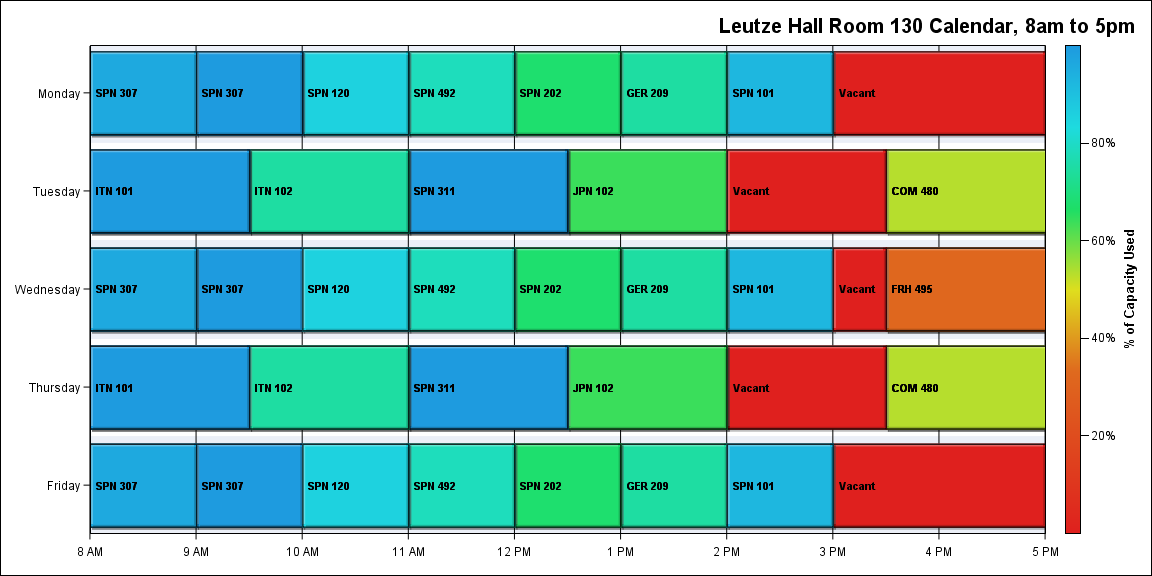 Leutze Hall Room 130 Calendar, 8am to 5pm
Monday
SPN 307
SPN 307
SPN 120
SPN 492
SPN 202
GER 209
SPN 101
Vacant
Tuesday
ITN 101
ITN 102
SPN 311
JPN 102
Vacant
COM 480
Wednesday
SPN 307
SPN 307
SPN 120
SPN 492
SPN 202
GER 209
SPN 101
Vacant
FRH 495
Thursday
ITN 101
ITN 102
SPN 311
JPN 102
Vacant
COM 480
Friday
SPN 307
SPN 307
SPN 120
SPN 492
SPN 202
GER 209
SPN 101
Vacant
8 AM
9 AM
10 AM
11 AM
12 PM
1 PM
2 PM
3 PM
4 PM
5 PM
80%
60%
40%
20%
% of Capacity Used